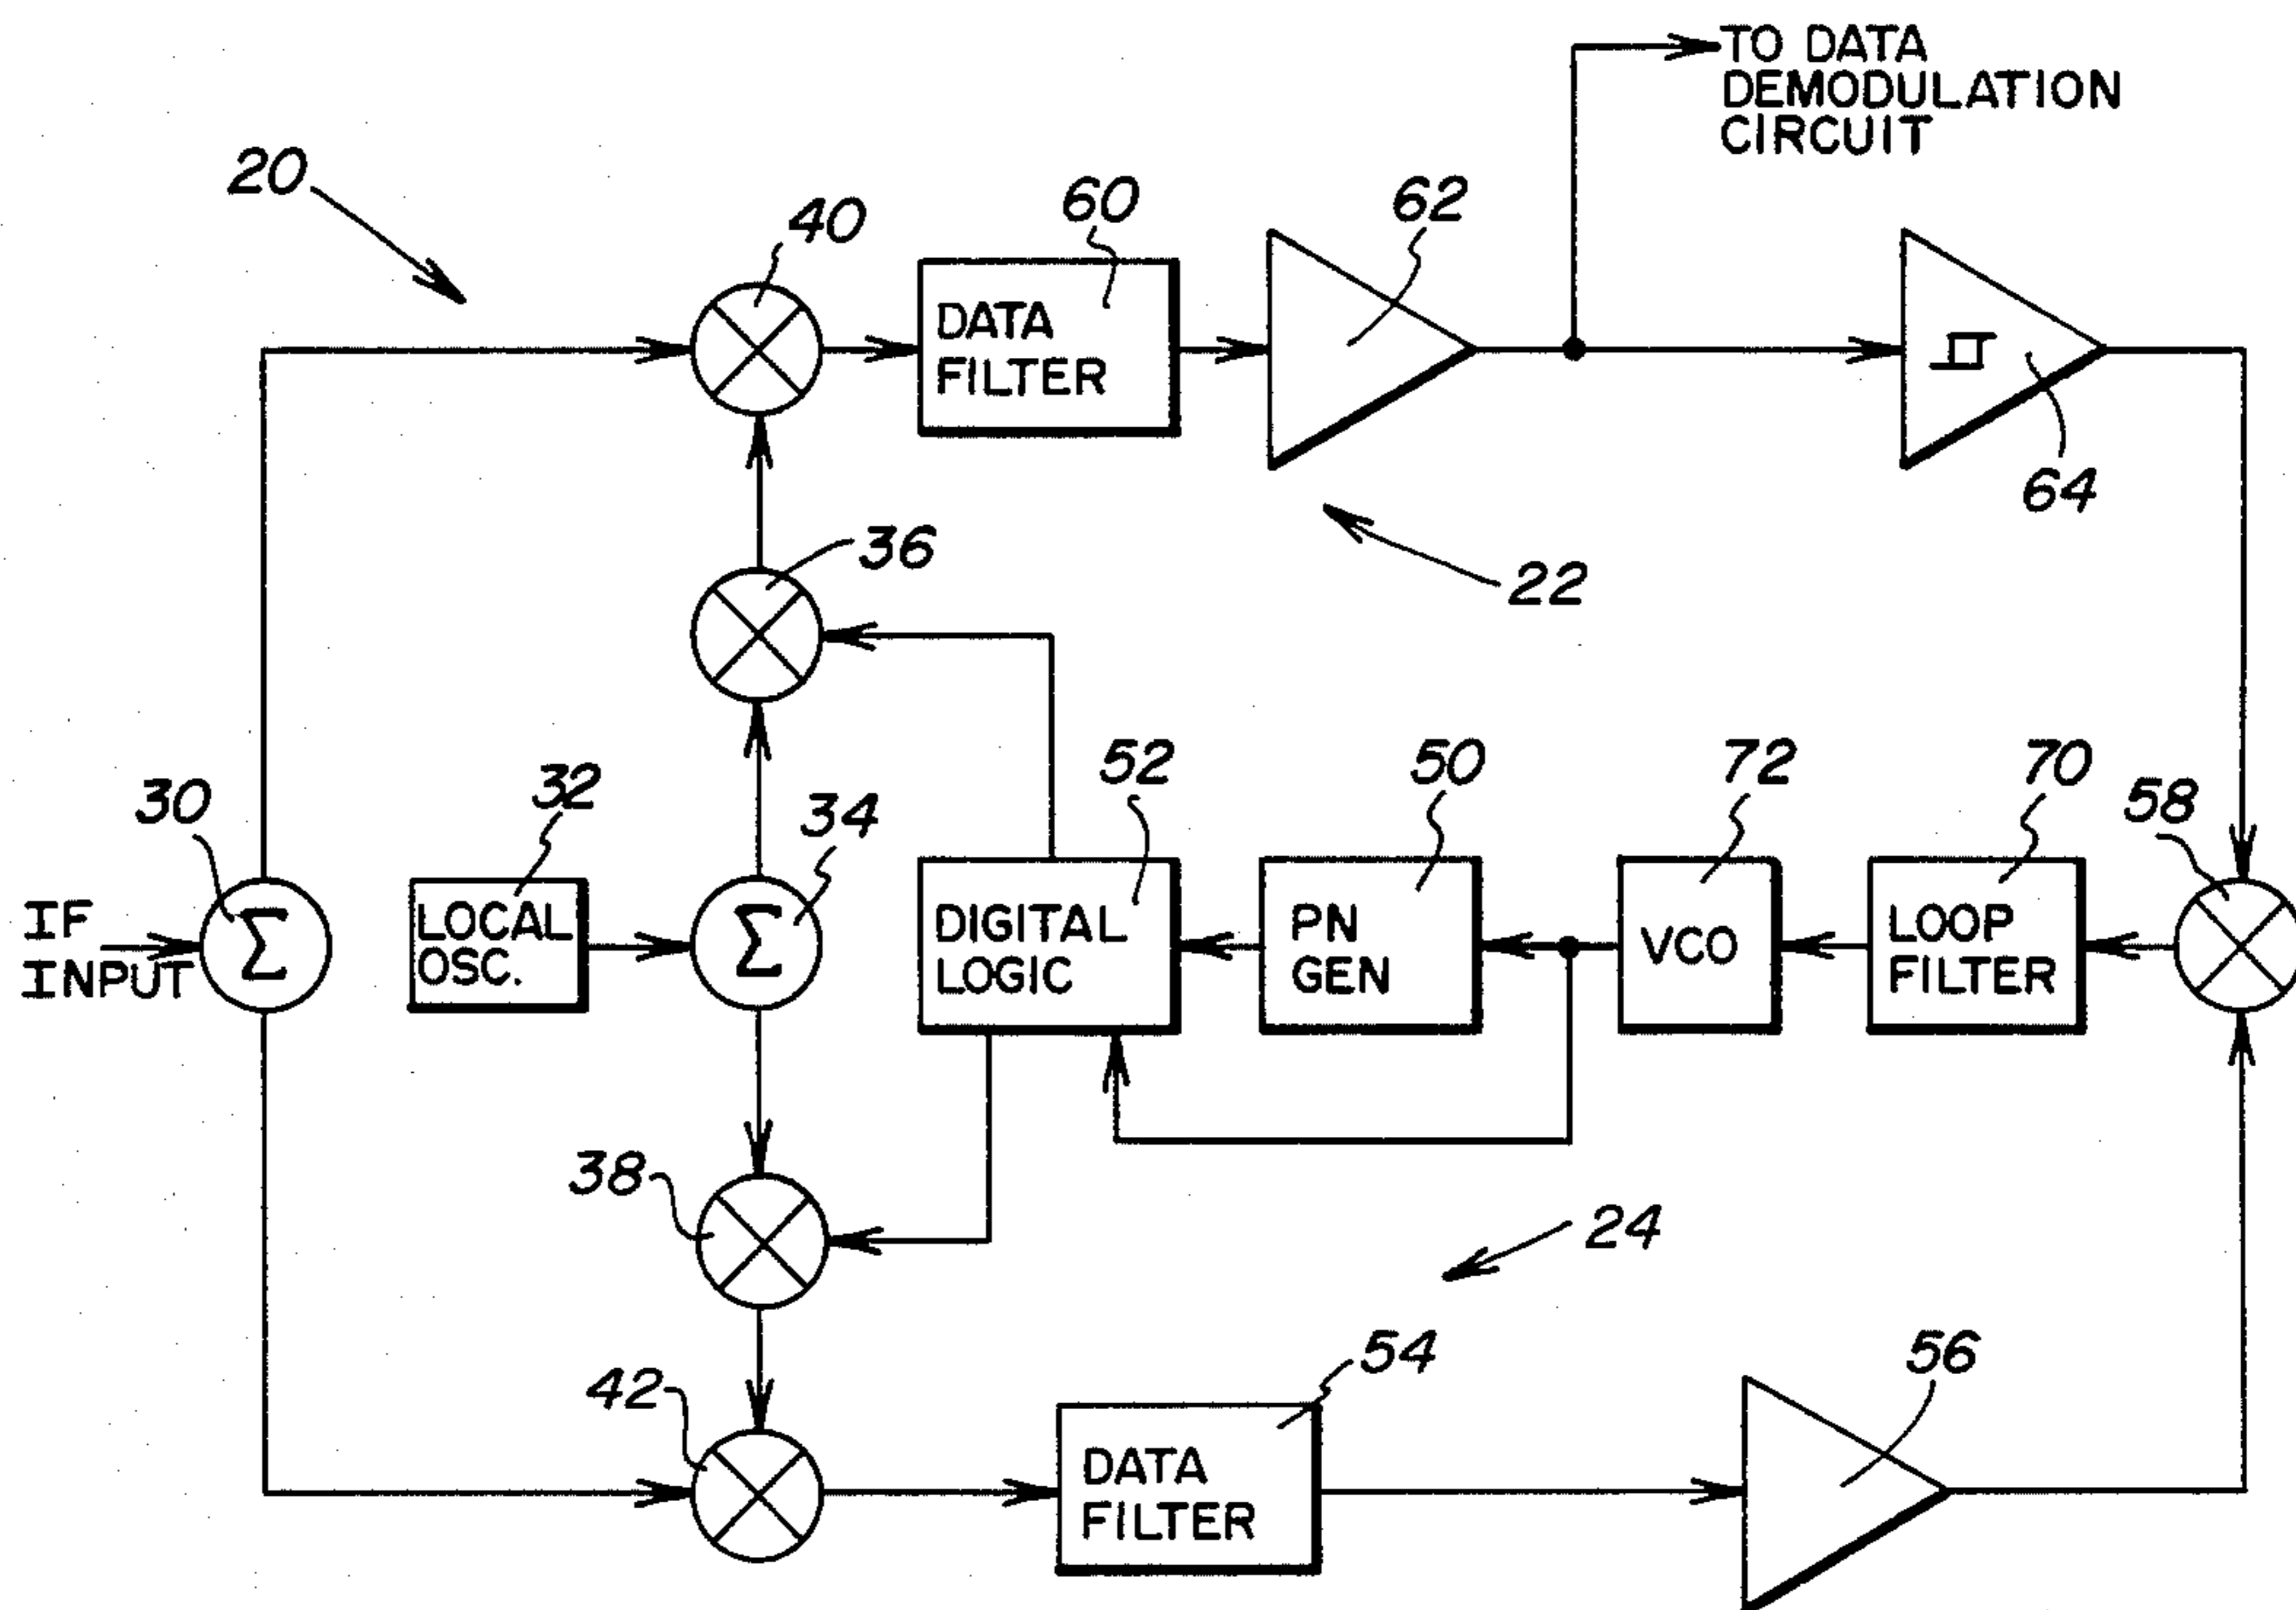 TO DATA
DEMODULATION
CIRCUIT
20
40
60
62
DATA
FILTER
64
36
22
30
32
34
52
50
72
70
58
IF
INPUT
Σ
LOCAL
OSC.
Σ
DIGITAL
LOGIC
PN
GEN
VCO
LOOP
FILTER
38
24
42
54
56
DATA
FILTER